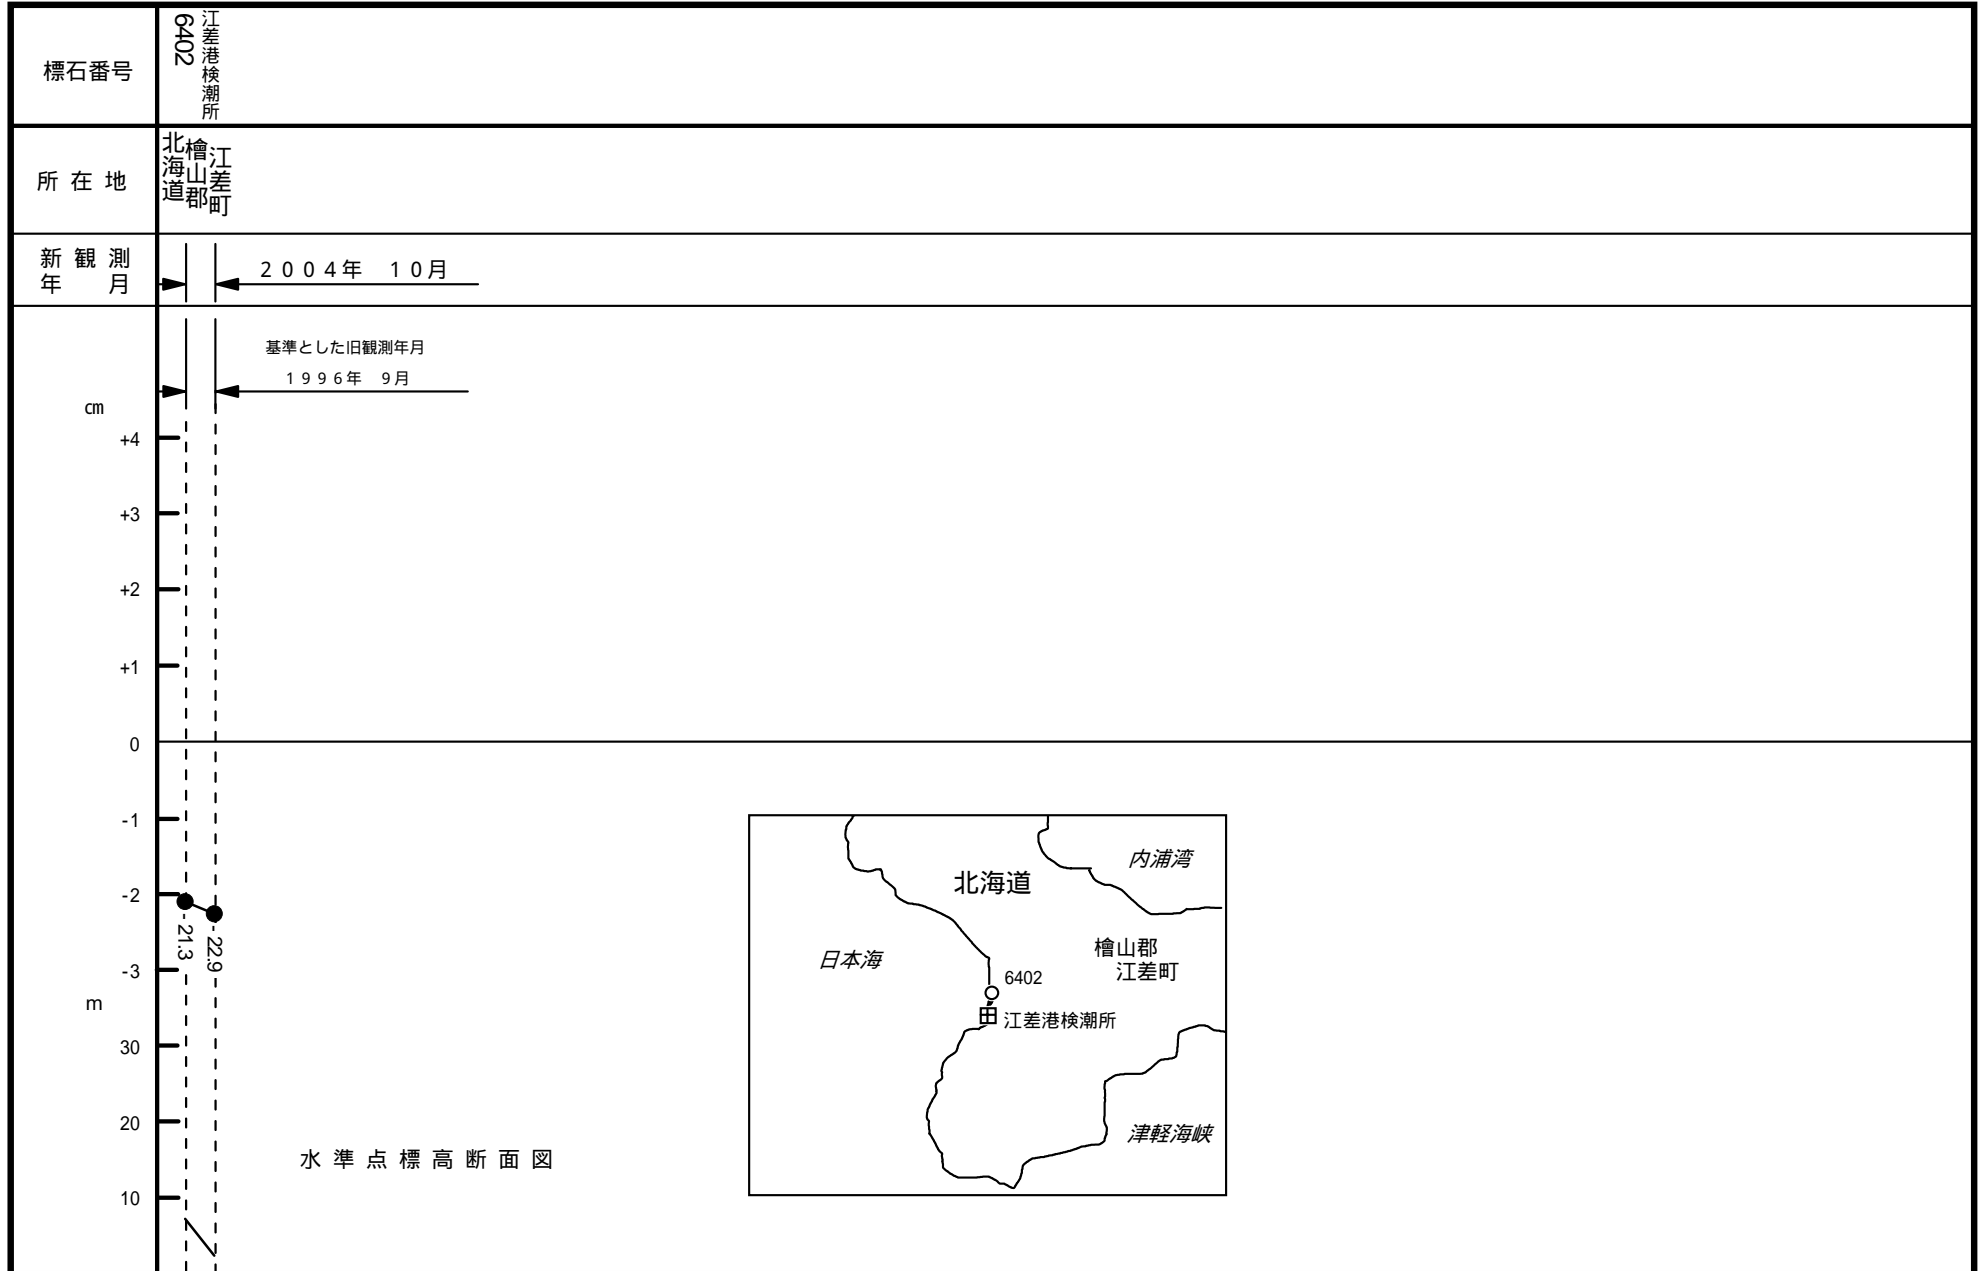 標石番号
6402
江差港検潮所
所在地
北海道
檜山郡
江差町
新観測
年 月
2004年 10月
基準とした旧観測年月
1996年 9月
cm
+4
+3
+2
+1
0
-1
-2
-3
-21.3
-22.9
m
30
20
10
水準点標高断面図
内浦湾
北海道
檜山郡
江差町
日本海
6402
江差港検潮所
津軽海峡